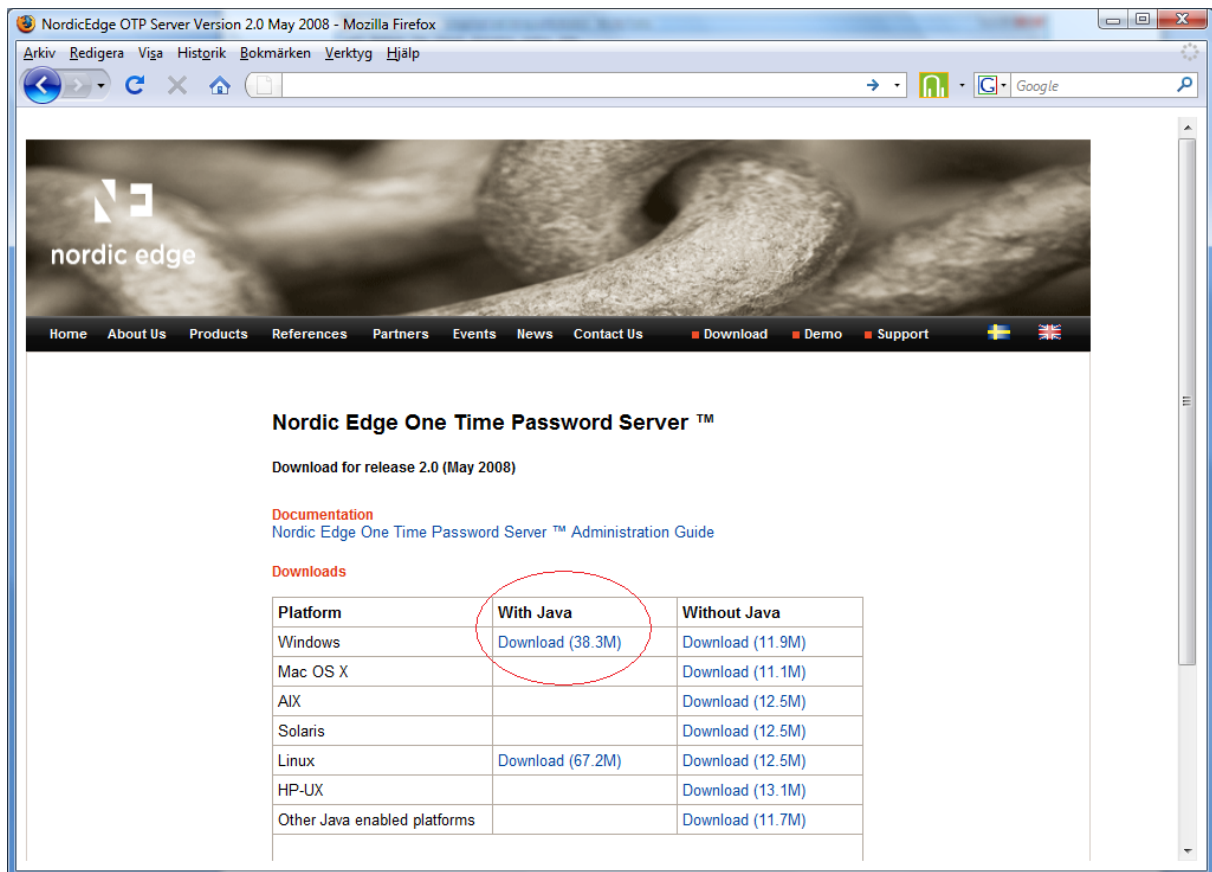 NordicEdge OTP Server Version 2.0 May 2008 - Mozilla Firefox
Arkiv Redigera Visa Historik Bokmärken Verktyg Hjälp
G Google
nordic edge
Home About Us Products References Partners Events News Contact Us Download Demo Support
Nordic Edge One Time Password Server ™
Download for release 2.0 (May 2008)
Documentation
Nordic Edge One Time Password Server ™ Administration Guide
Downloads
Platform With Java Without Java
Windows Download (38.3M) Download (11.9M)
Mac OS X Download (11.1M)
AIX Download (12.5M)
Solaris Download (12.5M)
Linux Download (67.2M) Download (12.5M)
HP-UX Download (13.1M)
Other Java enabled platforms Download (11.7M)